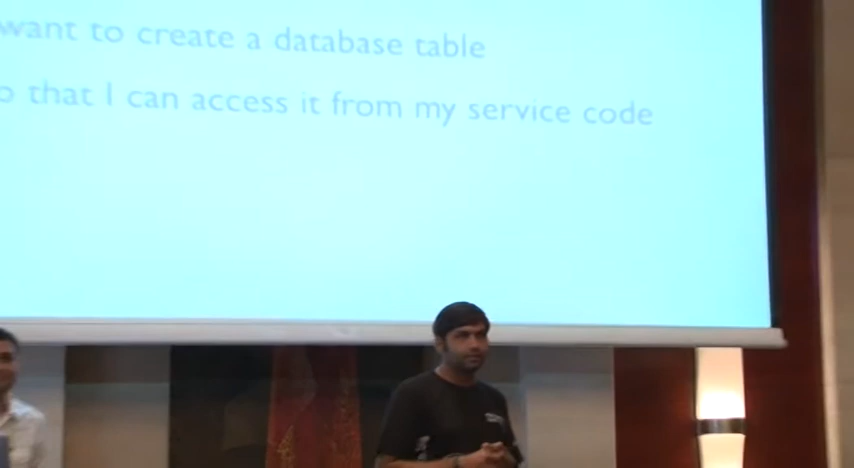 want to create a database table
that I can access it from my service code